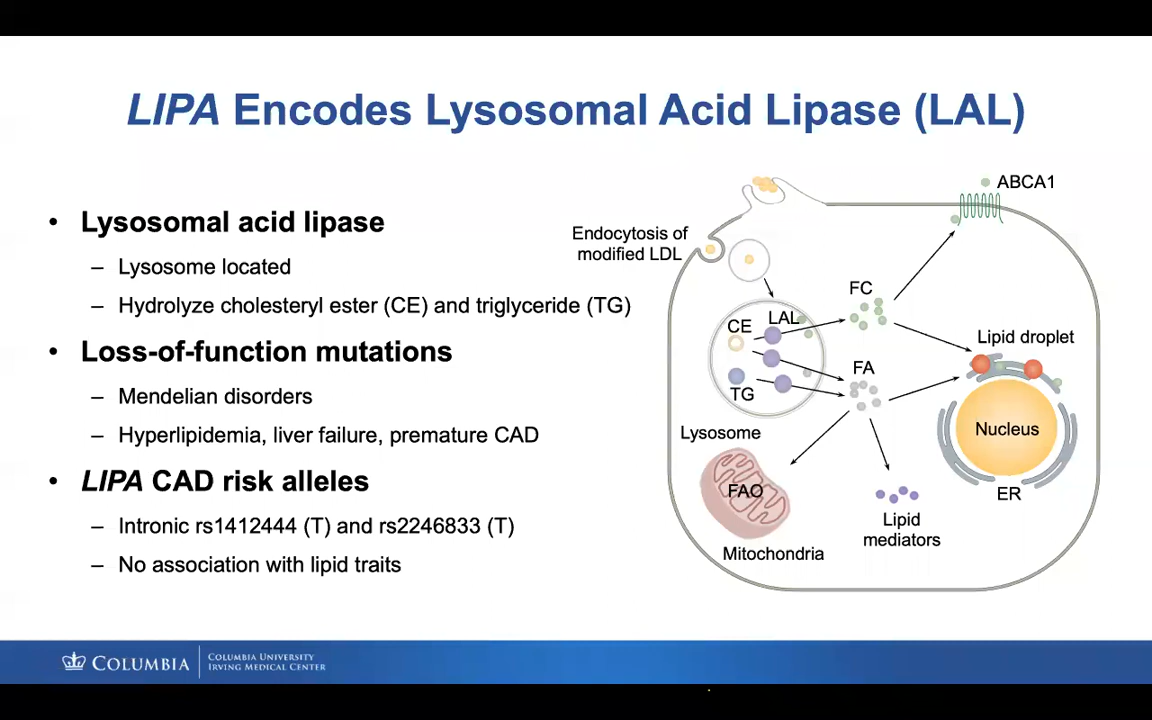 LIPA Encodes Lysosomal Acid Lipase (LAL)
• Lysosomal acid lipase
– Lysosome located
– Hydrolyze cholesteryl ester (CE) and triglyceride (TG)
• Loss-of-function mutations
– Mendelian disorders
– Hyperlipidemia, liver failure, premature CAD
• LIPA CAD risk alleles
– Intronic rs1412444 (T) and rs2246833 (T)
– No association with lipid traits
ABCA1
Endocytosis of
modified LDL
FC
CE
LAL
Lipid droplet
FA
TG
Lysosome
Nucleus
FAO
ER
Lipid
mediators
Mitochondria
COLUMBIA
COLUMBIA UNIVERSITY
IRVING MEDICAL CENTER